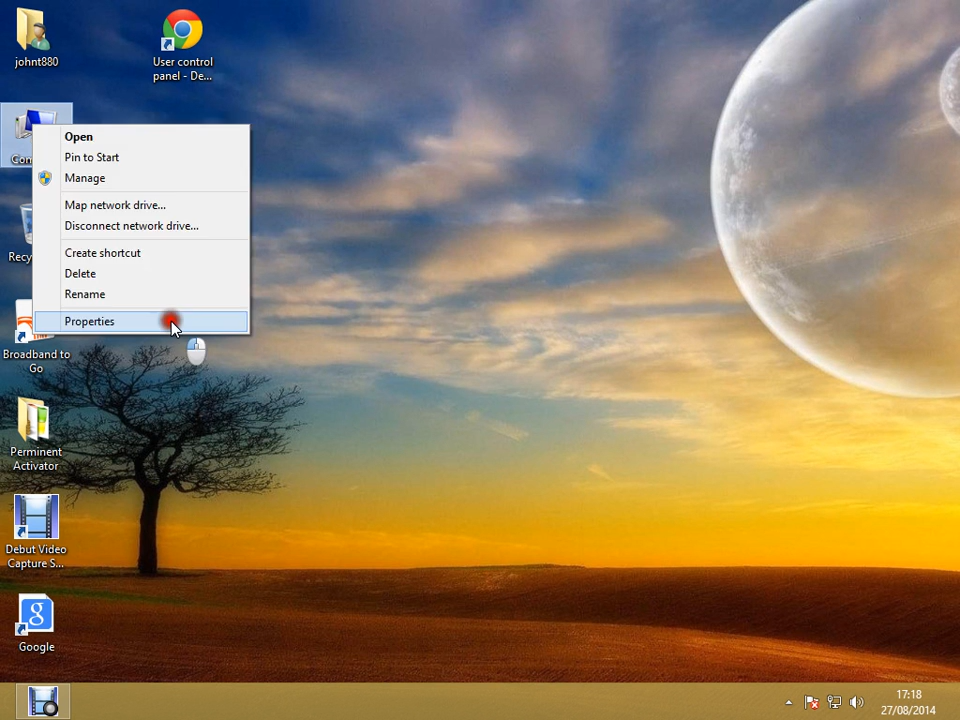 johnt880
User control
panel - De...
Com
Open
Pin to Start
Manage
Map network drive...
Disconnect network drive...
Create shortcut
Delete
Rename
Properties
Recy
Broadband to
Go
Perminent
Activator
Debut Video
Capture S...
g
Google
17:18
27/08/2014